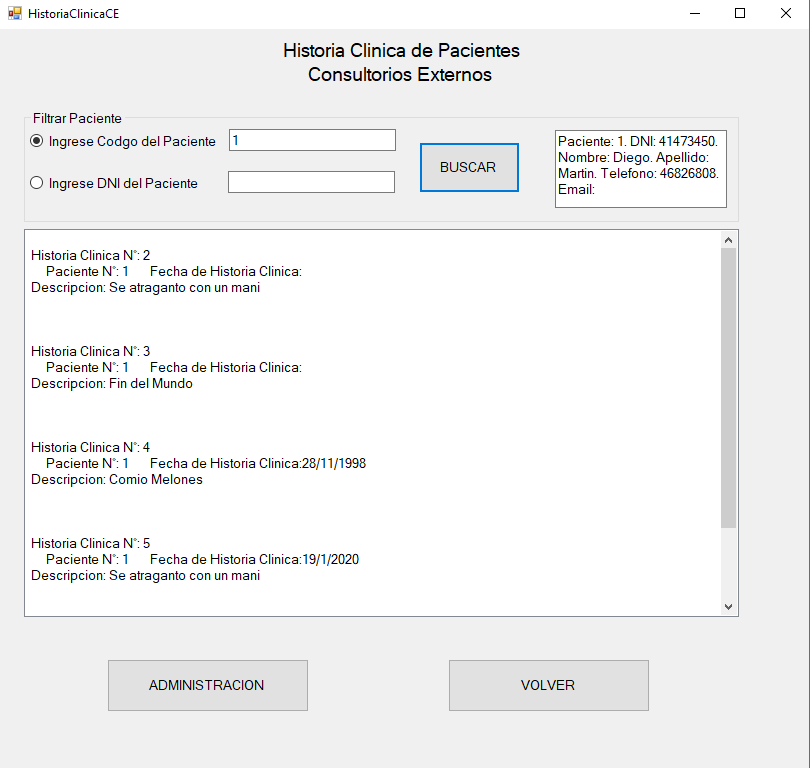 HistoriaClinicaCE
Historia Clinica de Pacientes
Consultorios Externos
Filtrar Paciente
Ingrese Codgo del Paciente
1
Ingrese DNI del Paciente
BUSCAR
Paciente: 1. DNI: 41473450.
Nombre: Diego. Apellido:
Martin. Telefono: 46826808.
Email:
Historia Clinica N°: 2
Paciente N°: 1 Fecha de Historia Clinica:
Descripcion: Se atraganto con un mani
Historia Clinica N°: 3
Paciente N°: 1 Fecha de Historia Clinica:
Descripcion: Fin del Mundo
Historia Clinica N°: 4
Paciente N°: 1 Fecha de Historia Clinica:28/11/1998
Descripcion: Comio Melones
Historia Clinica N°: 5
Paciente N°: 1 Fecha de Historia Clinica:19/1/2020
Descripcion: Se atraganto con un mani
ADMINISTRACION
VOLVER